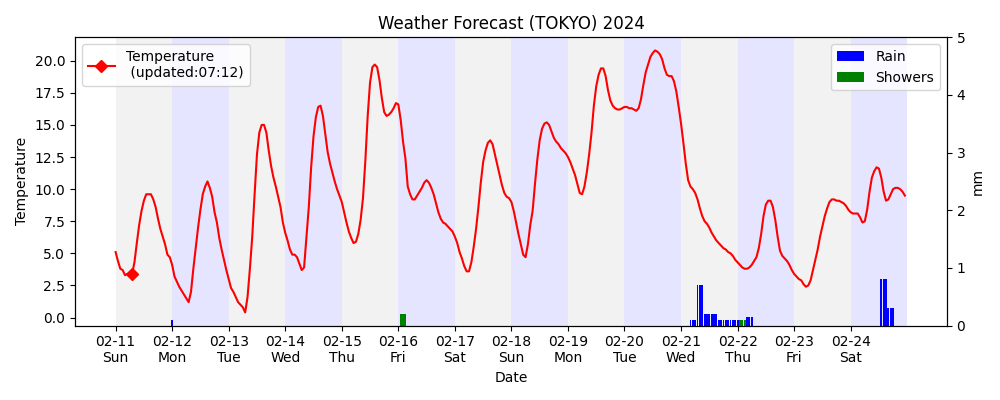 Weather Forecast (TOKYO) 2024
Temperature
(updated:07:12)
Rain
Showers
Temperature
20.0
17.5
15.0
12.5
10.0
7.5
5.0
2.5
0.0
5
4
3
2
1
0
mm
02-11 02-12 02-13 02-14 02-15 02-16 02-17 02-18 02-19 02-20 02-21 02-22 02-23 02-24
Sun Mon Tue Wed Thu Fri Sat Sun Mon Tue Wed Thu Fri Sat
Date